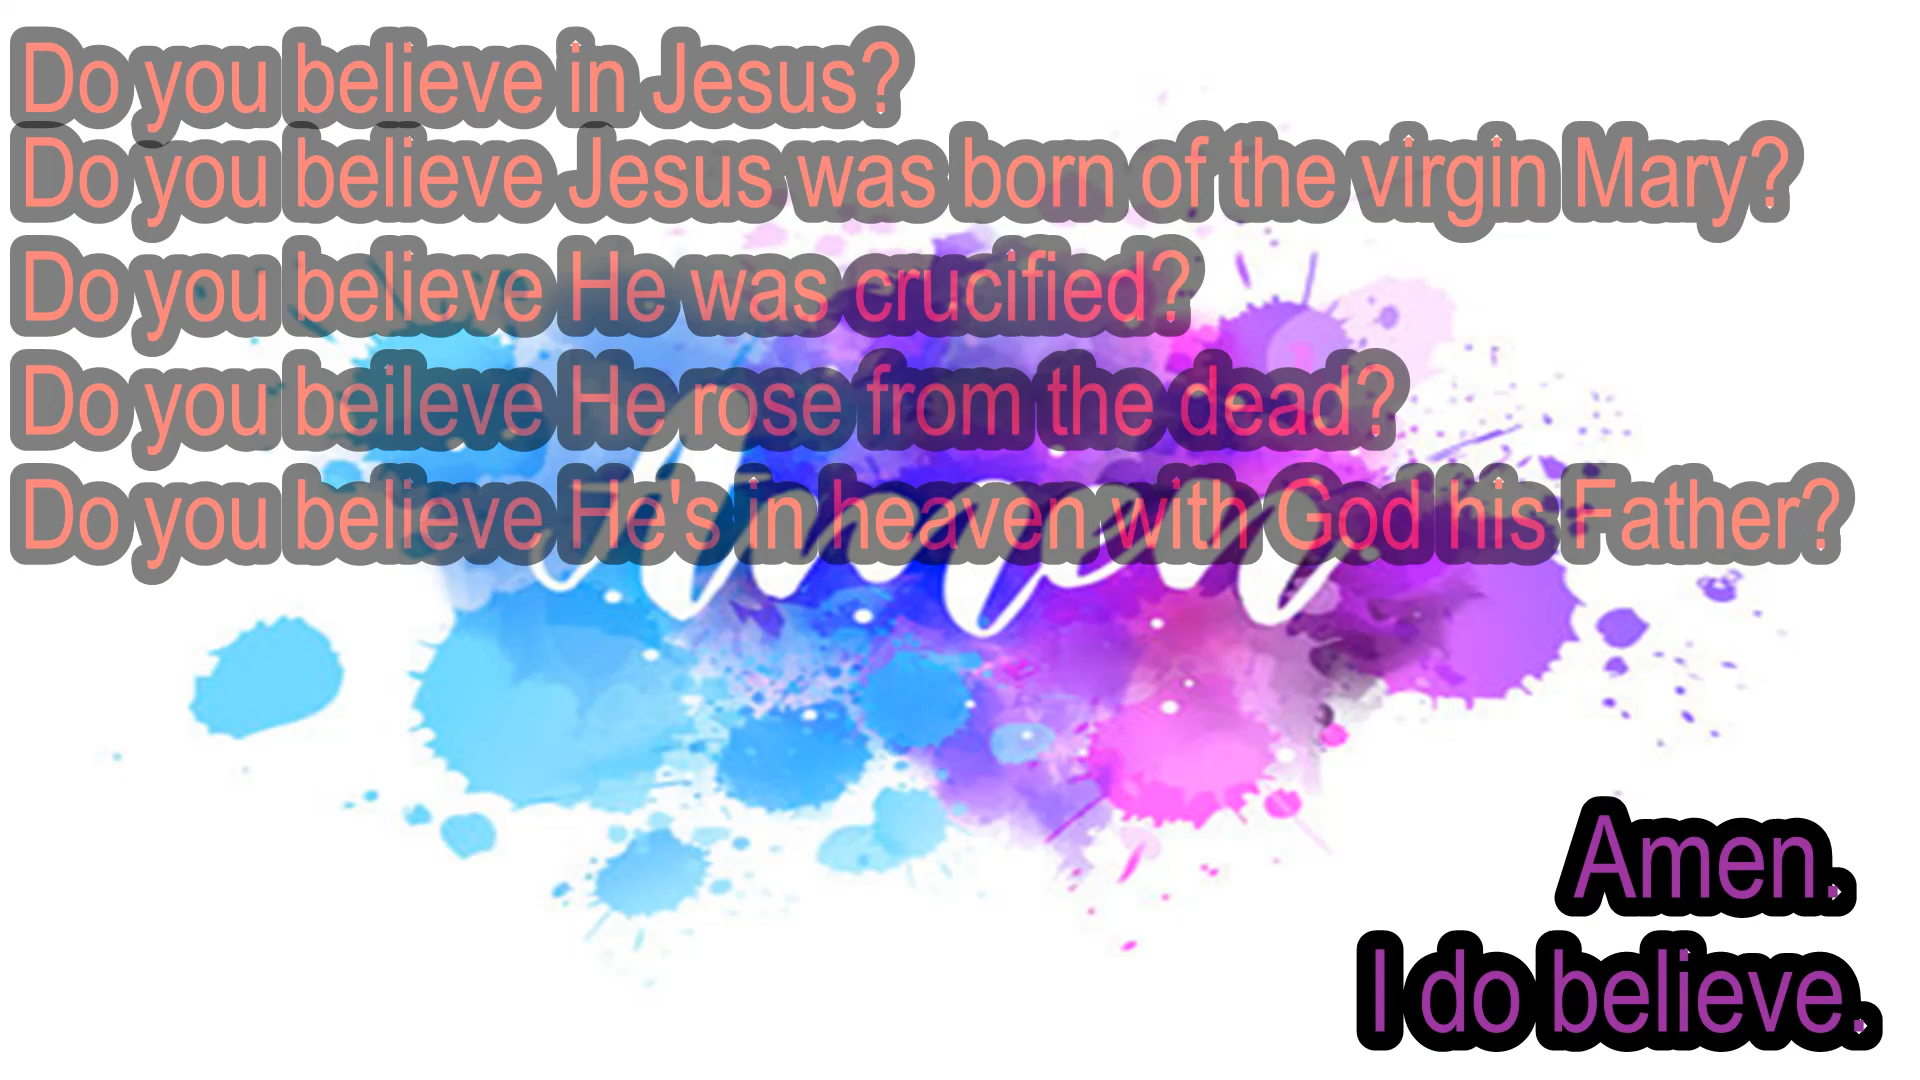 Do you believe in Jesus?
Do you believe Jesus was born of the virgin Mary?
Do you believe He was crucified?
Do you beileve He rose from the dead?
Do you believe He's in heaven with God his Father?
Amen
Amen.
I do believe.